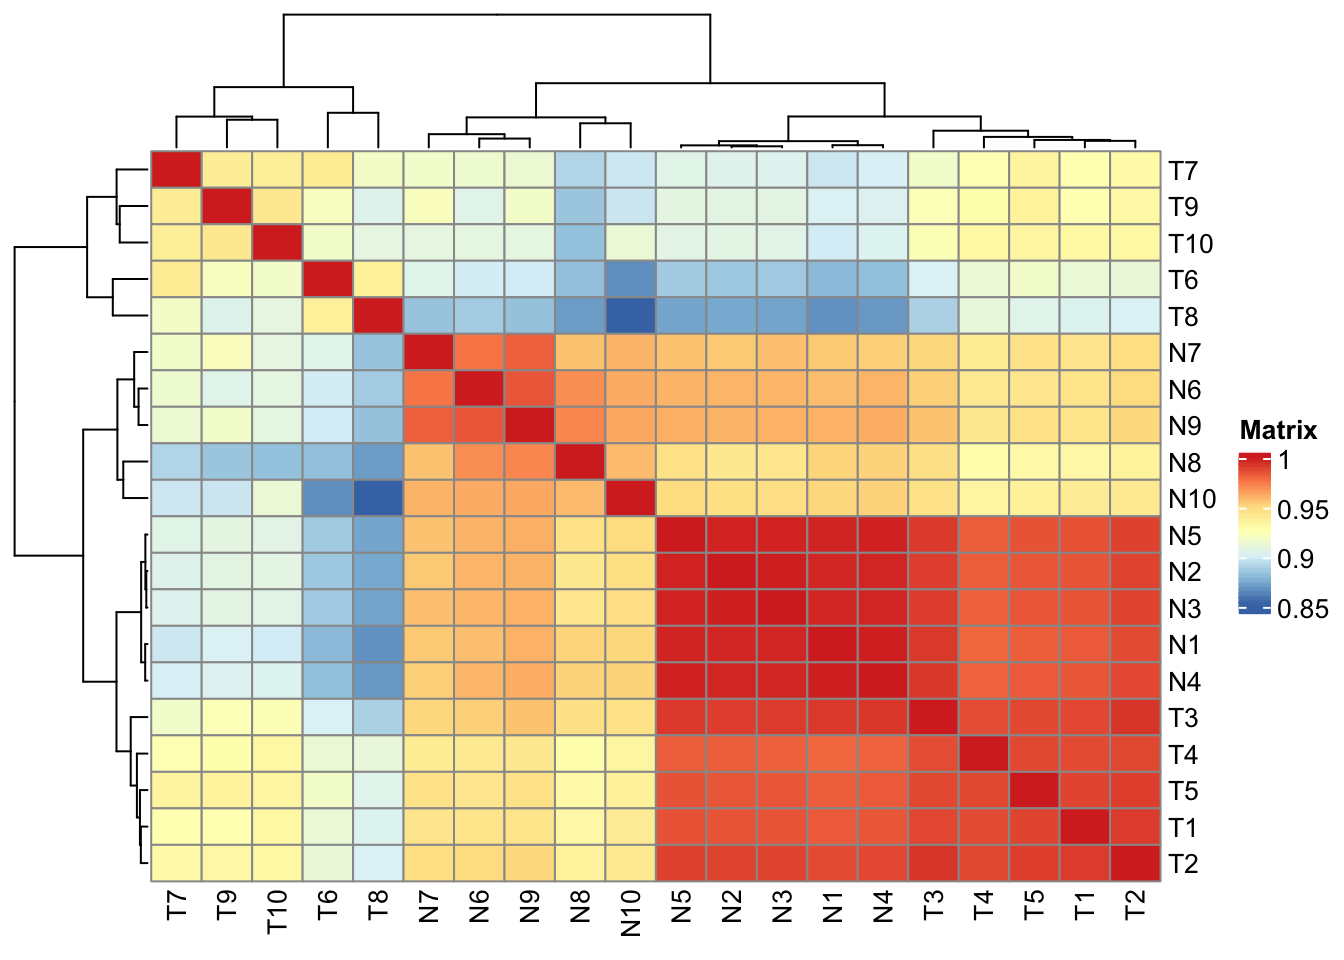 T7
T9
T10
T6
T8
N7
N6
N9
N8
N10
N5
N2
N3
N1
N4
T3
T4
T5
T1
T2
Matrix
1
0.95
0.9
0.85
T7 T9 T10 T6 T8 N7 N6 N9 N8 N10 N5 N2 N3 N1 N4 T3 T4 T5 T1 T2